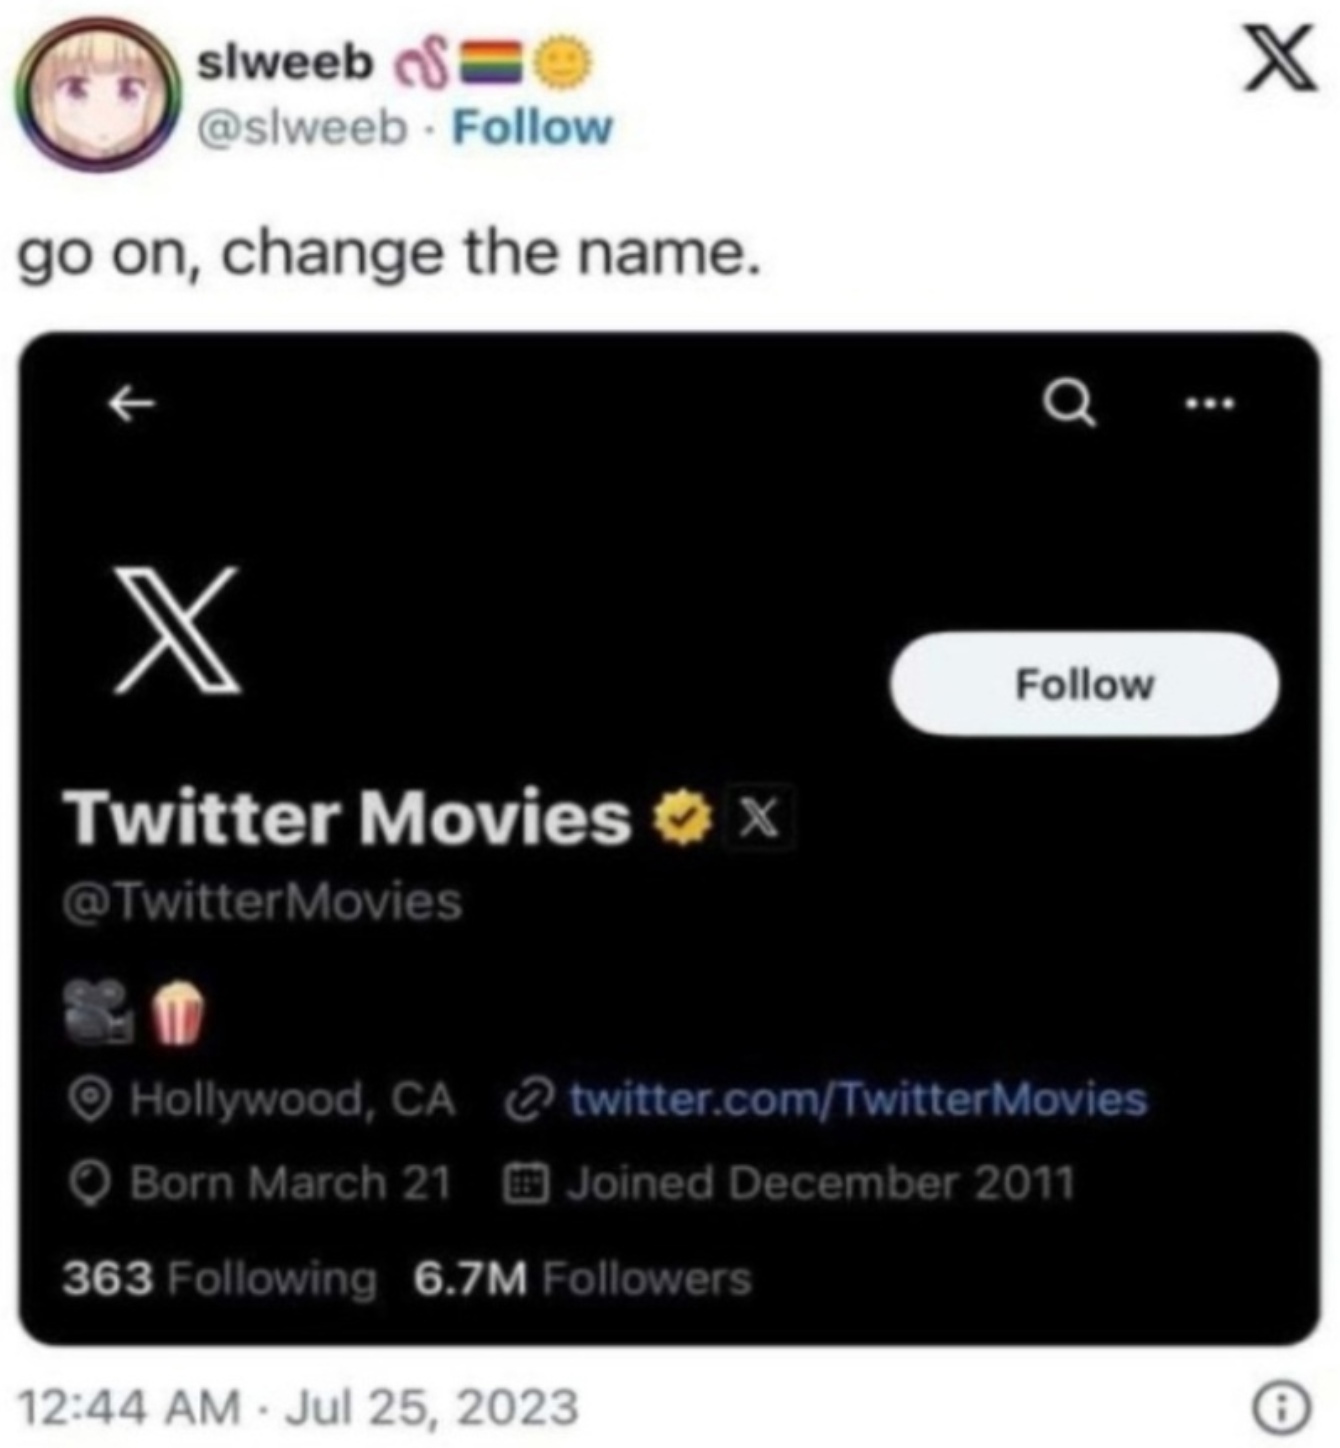 slweeb
@slweeb · Follow
go on, change the name.
Follow
Twitter Movies
@TwitterMovies
Hollywood, CA twitter.com/TwitterMovies
Born March 21 Joined December 2011
363 Following 6.7M Followers
12:44 AM · Jul 25, 2023